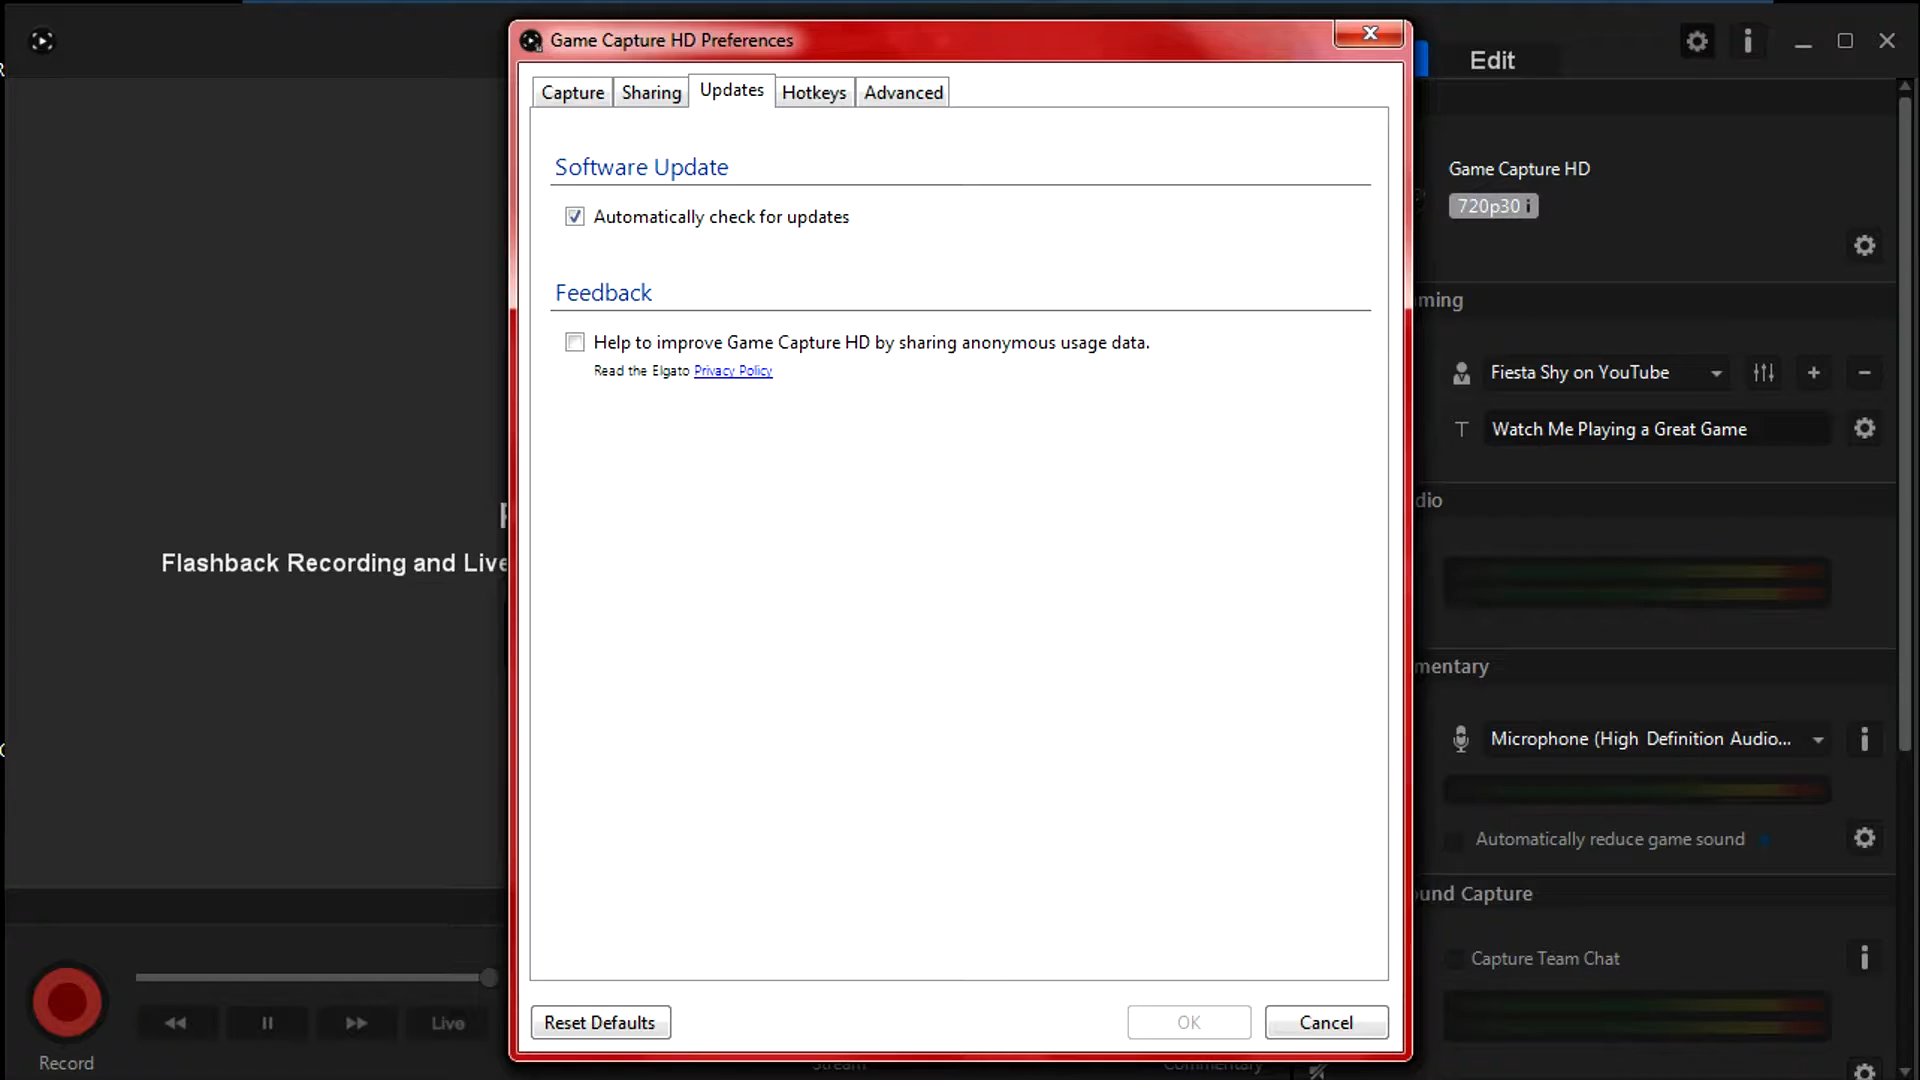 Game Capture HD Preferences
Edit
Capture
Sharing
Updates
Hotkeys
Advanced
Software Update
Automatically check for updates
Feedback
Help to improve Game Capture HD by sharing anonymous usage data.
Read the Elgato Privacy Policy
Reset Defaults
OK
Cancel
Flashback Recording and Live
Record
Live
Stream
Commentary
Game Capture HD
720p30
ming
Fiesta Shy on YouTube
T Watch Me Playing a Great Game
dio
mentary
Microphone (High Definition Audio...
Automatically reduce game sound
und Capture
Capture Team Chat